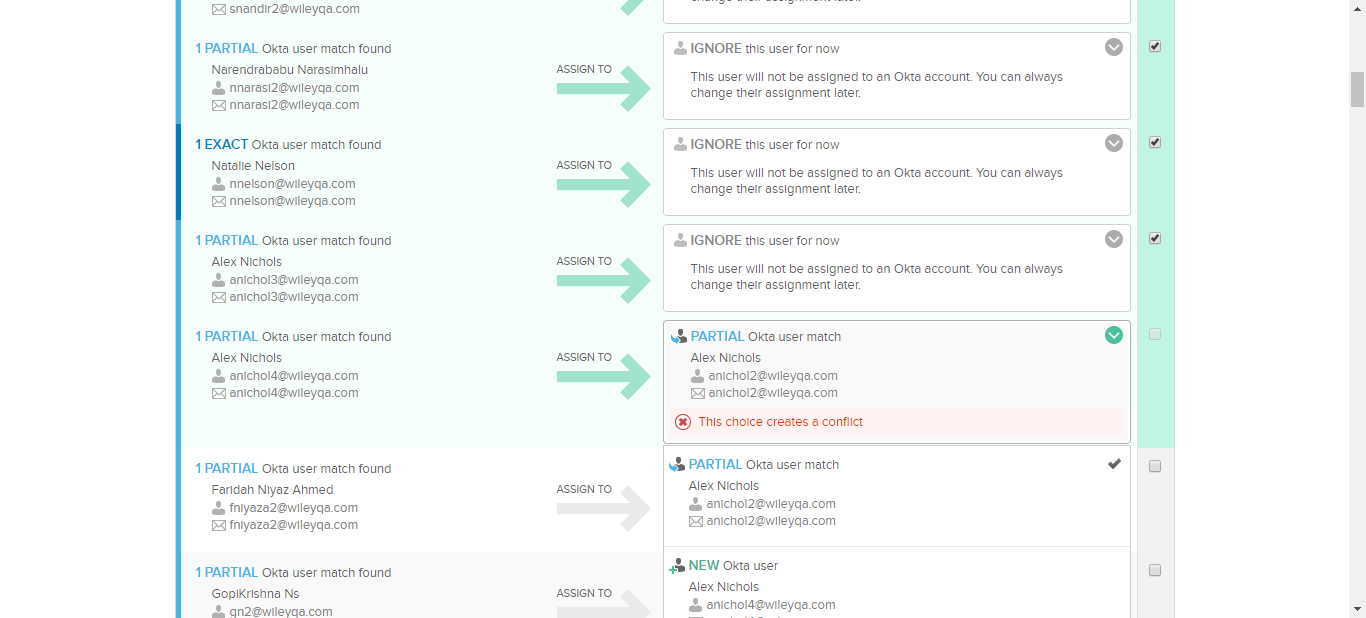 snandir2@wileyqa.com
change their assignment later.
1 PARTIAL Okta user match found
Narendrababu Narasimhalu
nnarasi2@wileyqa.com
nnarasi2@wileyqa.com
ASSIGN TO
IGNORE this user for now
This user will not be assigned to an Okta account. You can always
change their assignment later.
1 EXACT Okta user match found
Natalie Nelson
nnelson@wileyqa.com
nnelson@wileyqa.com
ASSIGN TO
IGNORE this user for now
This user will not be assigned to an Okta account. You can always
change their assignment later.
1 PARTIAL Okta user match found
Alex Nichols
anichol3@wileyqa.com
anichol3@wileyqa.com
ASSIGN TO
IGNORE this user for now
This user will not be assigned to an Okta account. You can always
change their assignment later.
1 PARTIAL Okta user match found
Alex Nichols
anichol4@wileyqa.com
anichol4@wileyqa.com
ASSIGN TO
PARTIAL Okta user match
Alex Nichols
anichol2@wileyqa.com
anichol2@wileyqa.com
This choice creates a conflict
1 PARTIAL Okta user match found
Faridah Niyaz Ahmed
fniyaza2@wileyqa.com
fniyaza2@wileyqa.com
ASSIGN TO
PARTIAL Okta user match
Alex Nichols
anichol2@wileyqa.com
anichol2@wileyqa.com
1 PARTIAL Okta user match found
GopiKrishna Ns
gn2@wileyqa.com
ASSIGN TO
NEW Okta user
Alex Nichols
anichol4@wileyqa.com